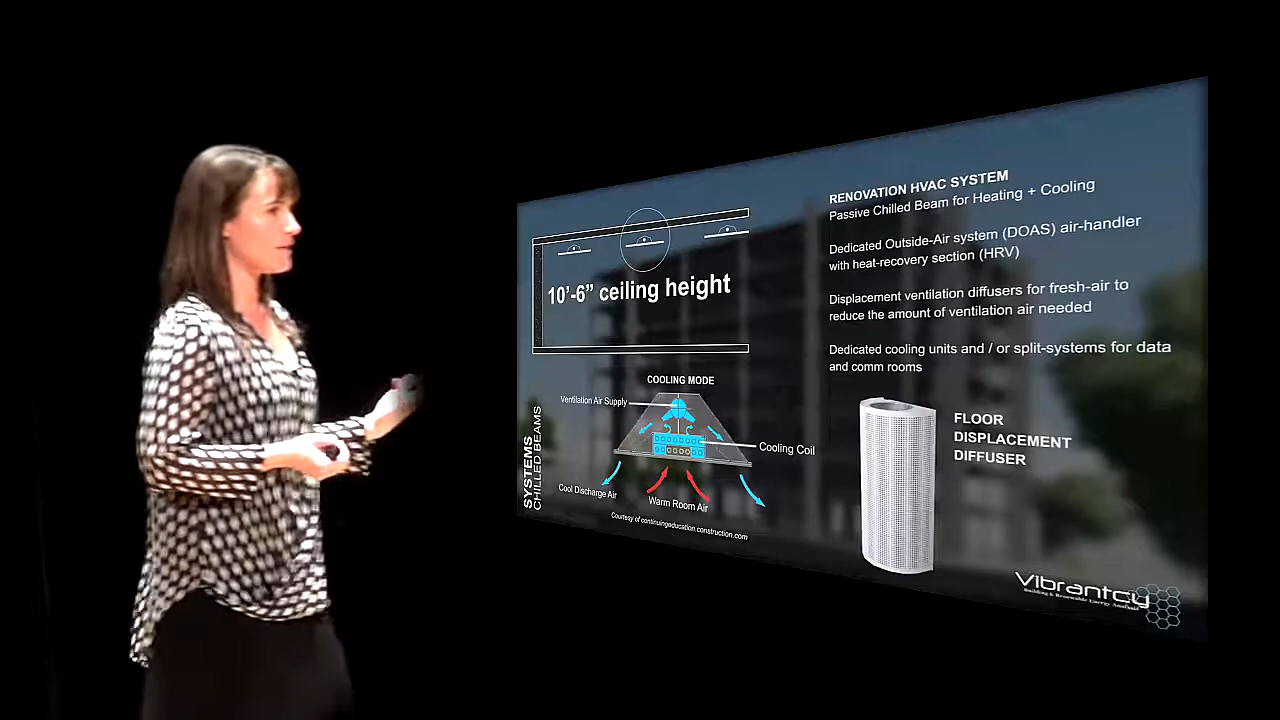 RENOVATION HVAC SYSTEM
Passive Chilled Beam for Heating + Cooling
Dedicated Outside-Air system (DOAS) air-handler
with heat-recovery section (HRV)
Displacement ventilation diffusers for fresh-air to
reduce the amount of ventilation air needed
Dedicated cooling units and / or split-systems for data
and comm rooms
10’-6” ceiling height
COOLING MODE
Ventilation Air Supply
Cooling Coil
Cool Discharge Air
Warm Room Air
Courtesy of continuingeducation.construction.com
SYSTEMS
CHILLED BEAMS
FLOOR
DISPLACEMENT
DIFFUSER
Vibrantcy
Building & Renewable Energy Analysis